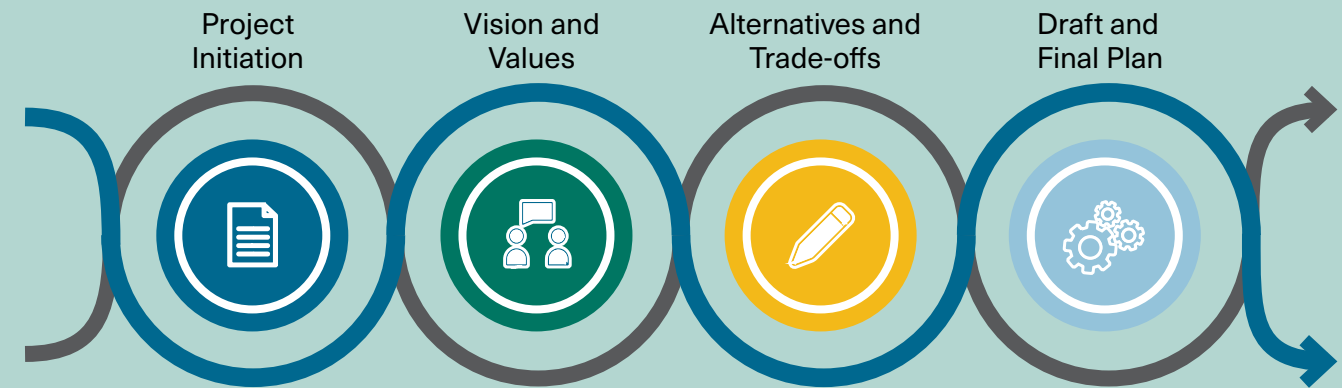 Project
Initiation
Vision and
Values
Alternatives and
Trade-offs
Draft and
Final Plan